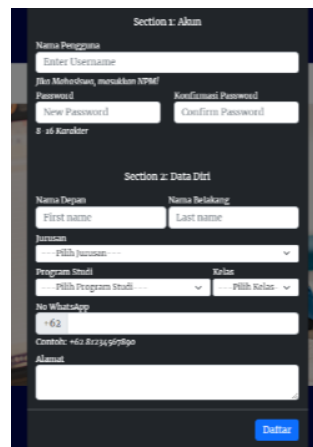 Section 1: Akun
Nama Pengguna
Enter Username
Jika Mahasiswa, masukkan NPM!
Password Konfirmasi Password
New Password Confirm Password
8 -16 Karakter
Section 2: Data Diri
Nama Depan Nama Belakang
First name Last name
Jurusan
----Pilih Jurusan----
Program Studi Kelas
----Pilih Program Studi---- ----Pilih Kelas--
No WhatsApp
+62
Contoh: +62 81234567890
Alamat
Daftar